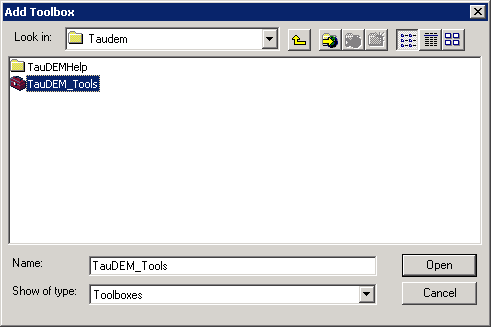 Add Toolbox
Look in: Taudem
TauDEMHelp
TauDEM_Tools
Name: TauDEM_Tools Open
Show of type: Toolboxes Cancel